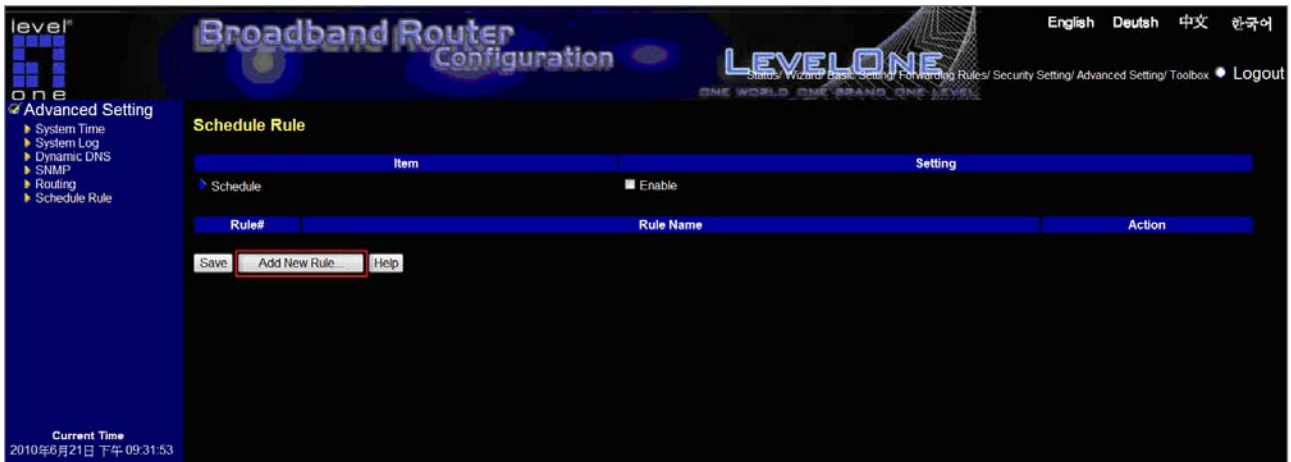 level one
Broadband Router
Configuration
LEVELONE
ONE WORLD ONE BRAND ONE LEVEL
English Deutsh 中文 한국어
Status/ Wizard/ Basic Setting/ Forwarding Rules/ Security Setting/ Advanced Setting/ Toolbox Logout
Advanced Setting
System Time
System Log
Dynamic DNS
SNMP
Routing
Schedule Rule
Current Time
2010年6月21日 下午 09:31:53
Schedule Rule
Item Setting
Schedule Enable
Rule# Rule Name Action
Save Add New Rule... Help